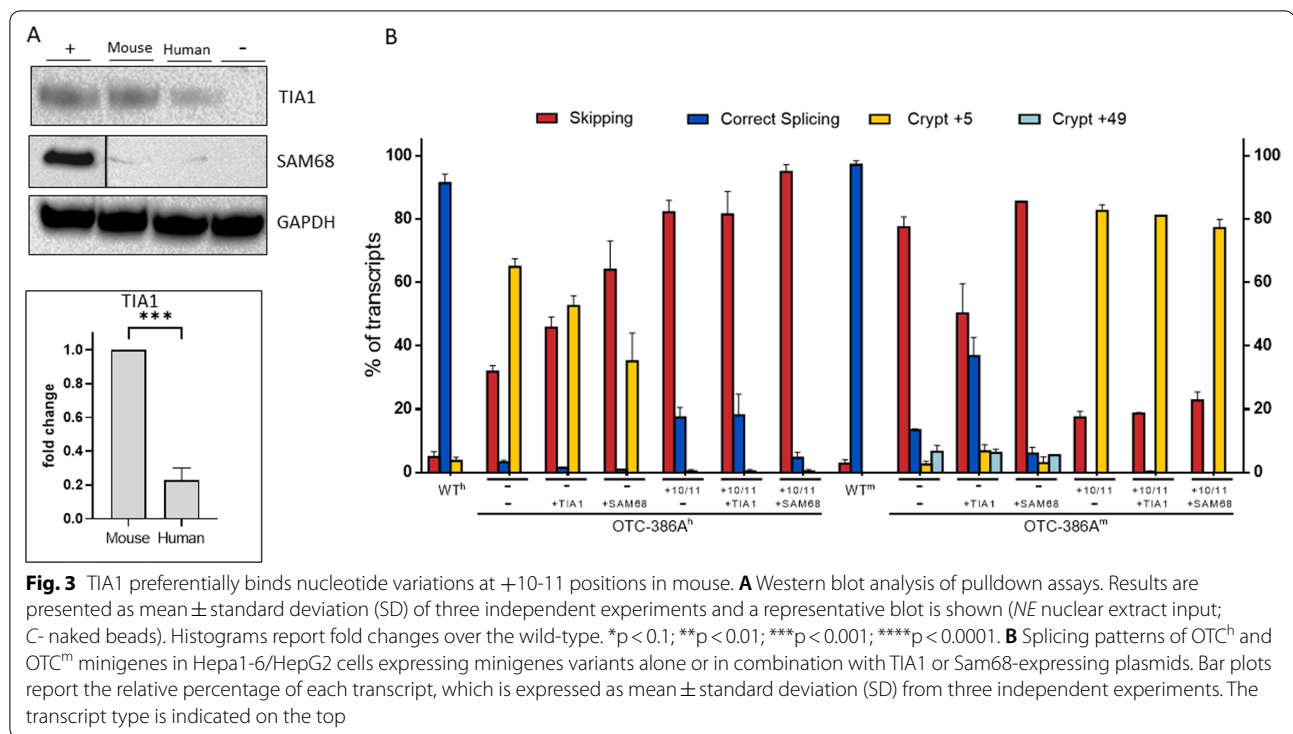 A
+ Mouse Human -
TIA1
SAM68
GAPDH
TIA1
***
fold change
1.0
0.8
0.6
0.4
0.2
0.0
Mouse Human
B
Skipping Correct Splicing Crypt +5 Crypt +49
% of transcripts
100 100
80 80
60 60
40 40
20 20
0 0
WTh - - - +10/11 +10/11 +10/11 WTm - - - +10/11 +10/11 +10/11
- +TIA1 +SAM68 - +TIA1 +SAM68 - +TIA1 +SAM68 - +TIA1 +SAM68
OTC-386Ah OTC-386Am
Fig. 3 TIA1 preferentially binds nucleotide variations at +10-11 positions in mouse. A Western blot analysis of pulldown assays. Results are
presented as mean ± standard deviation (SD) of three independent experiments and a representative blot is shown (NE nuclear extract input;
C- naked beads). Histograms report fold changes over the wild-type. *p < 0.1; **p < 0.01; ***p < 0.001; ****p < 0.0001. B Splicing patterns of OTCh and
OTCm minigenes in Hepa1-6/HepG2 cells expressing minigenes variants alone or in combination with TIA1 or Sam68-expressing plasmids. Bar plots
report the relative percentage of each transcript, which is expressed as mean ± standard deviation (SD) from three independent experiments. The
transcript type is indicated on the top